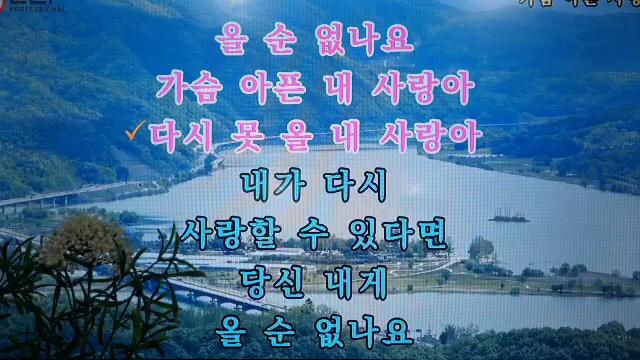 PROFESSIONAL
올 순 없나요
가슴 아픈 내 사랑아
다시 못 올 내 사랑아
내가 다시
사랑할 수 있다면
당신 내게
올 순 없나요